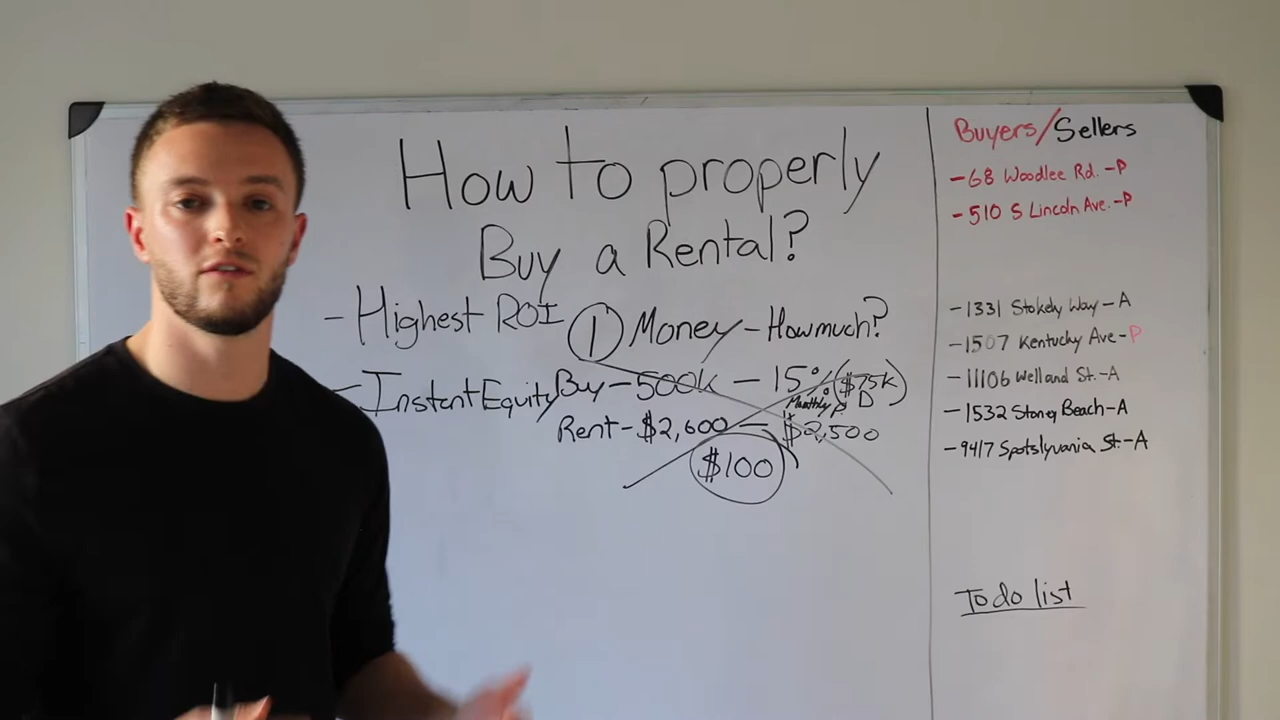 How to properly
Buy a Rental?
- Highest ROI
① Money - How much?
- Instant Equity
Buy - 500k - 15% ($75K D)
Monthly P
Rent - $2,600 - $2,500
$100
Buyers/Sellers
- 68 Woodlee Rd. - P
- 510 S Lincoln Ave. - P
- 1331 Stokely Way - A
- 1507 Kentucky Ave - P
- 11106 Welland St. - A
- 1532 Stoney Beach - A
- 9417 Spotslyvania St. - A
To do list